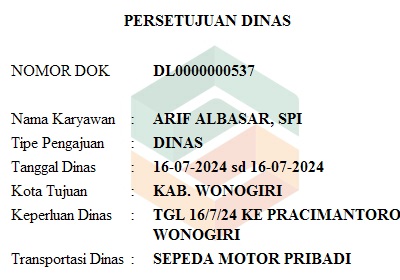 PERSETUJUAN DINAS
NOMOR DOK DL0000000537
Nama Karyawan : ARIF ALBASAR, SPI
Tipe Pengajuan : DINAS
Tanggal Dinas : 16-07-2024 sd 16-07-2024
Kota Tujuan : KAB. WONOGIRI
Keperluan Dinas : TGL 16/7/24 KE PRACIMANTORO
WONOGIRI
Transportasi Dinas : SEPEDA MOTOR PRIBADI